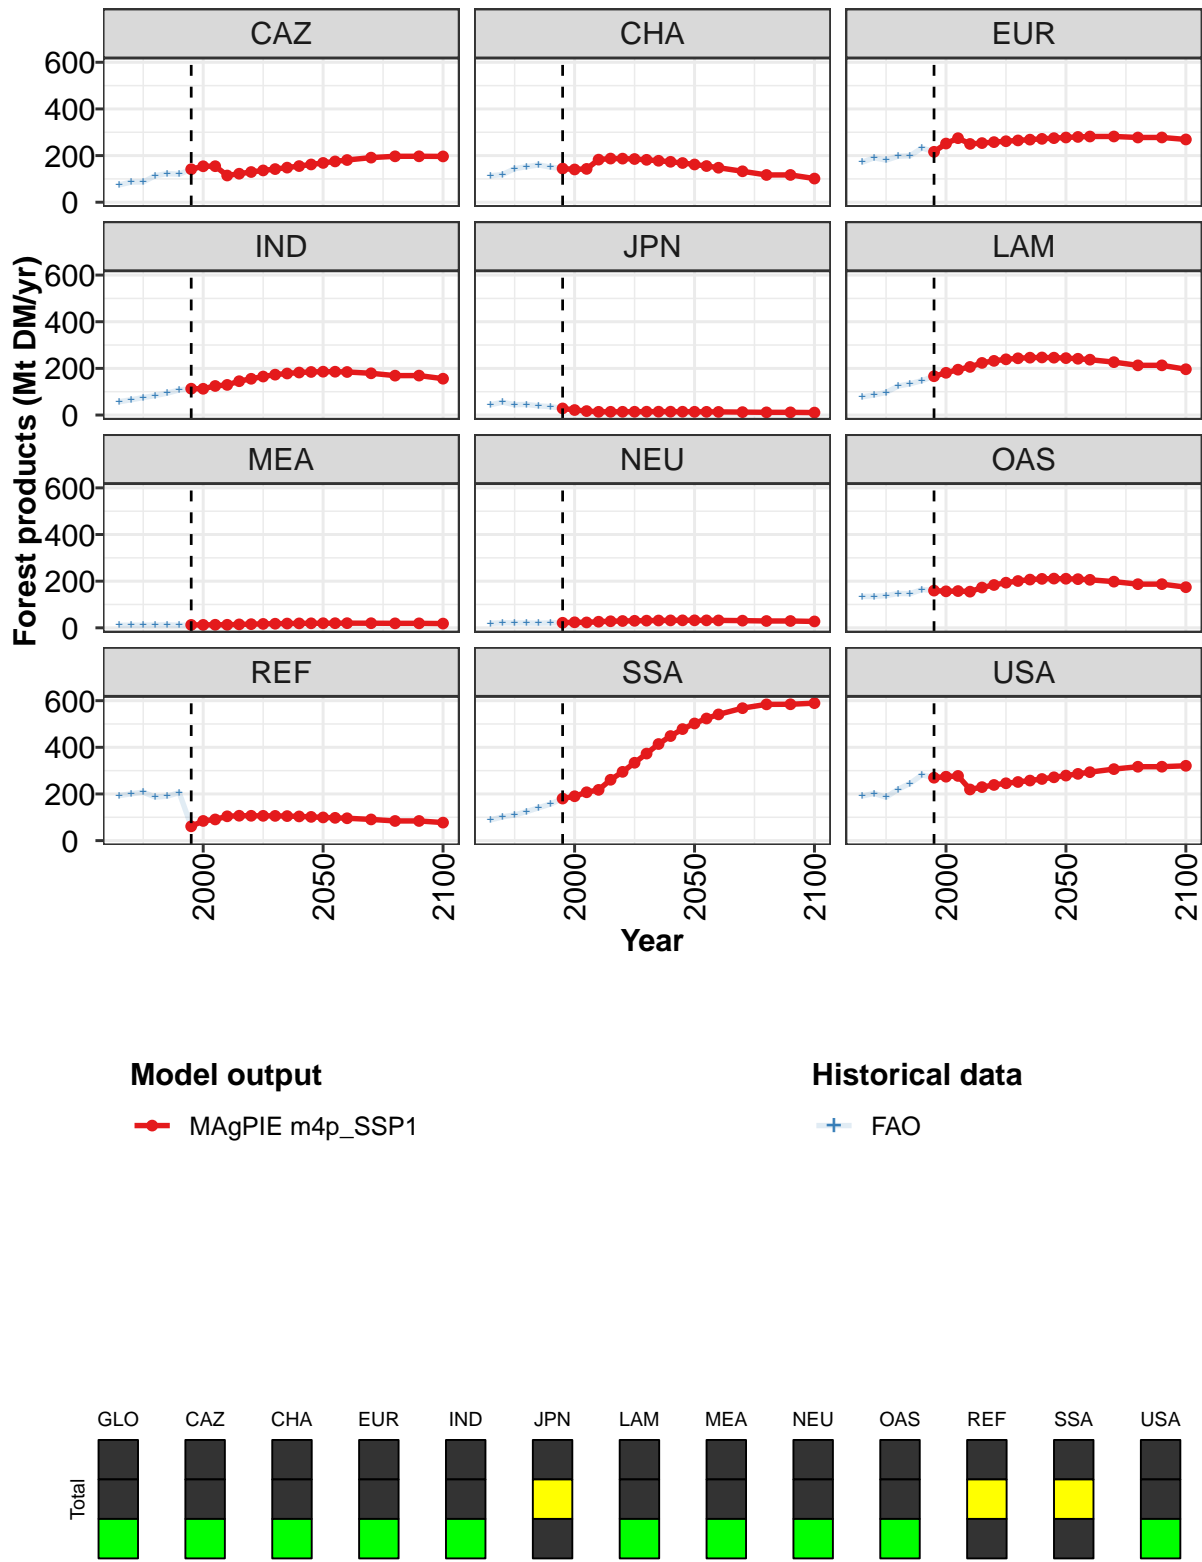 CAZ CHA EUR
600
400
200
0
IND JPN LAM
600
400
200
0
MEA NEU OAS
600
400
200
0
REF SSA USA
600
400
200
0
Forest products (Mt DM/yr)
2000 2050 2100 2000 2050 2100 2000 2050 2100
Year
Model output Historical data
MAgPIE m4p_SSP1 FAO
GLO CAZ CHA EUR IND JPN LAM MEA NEU OAS REF SSA USA
Total